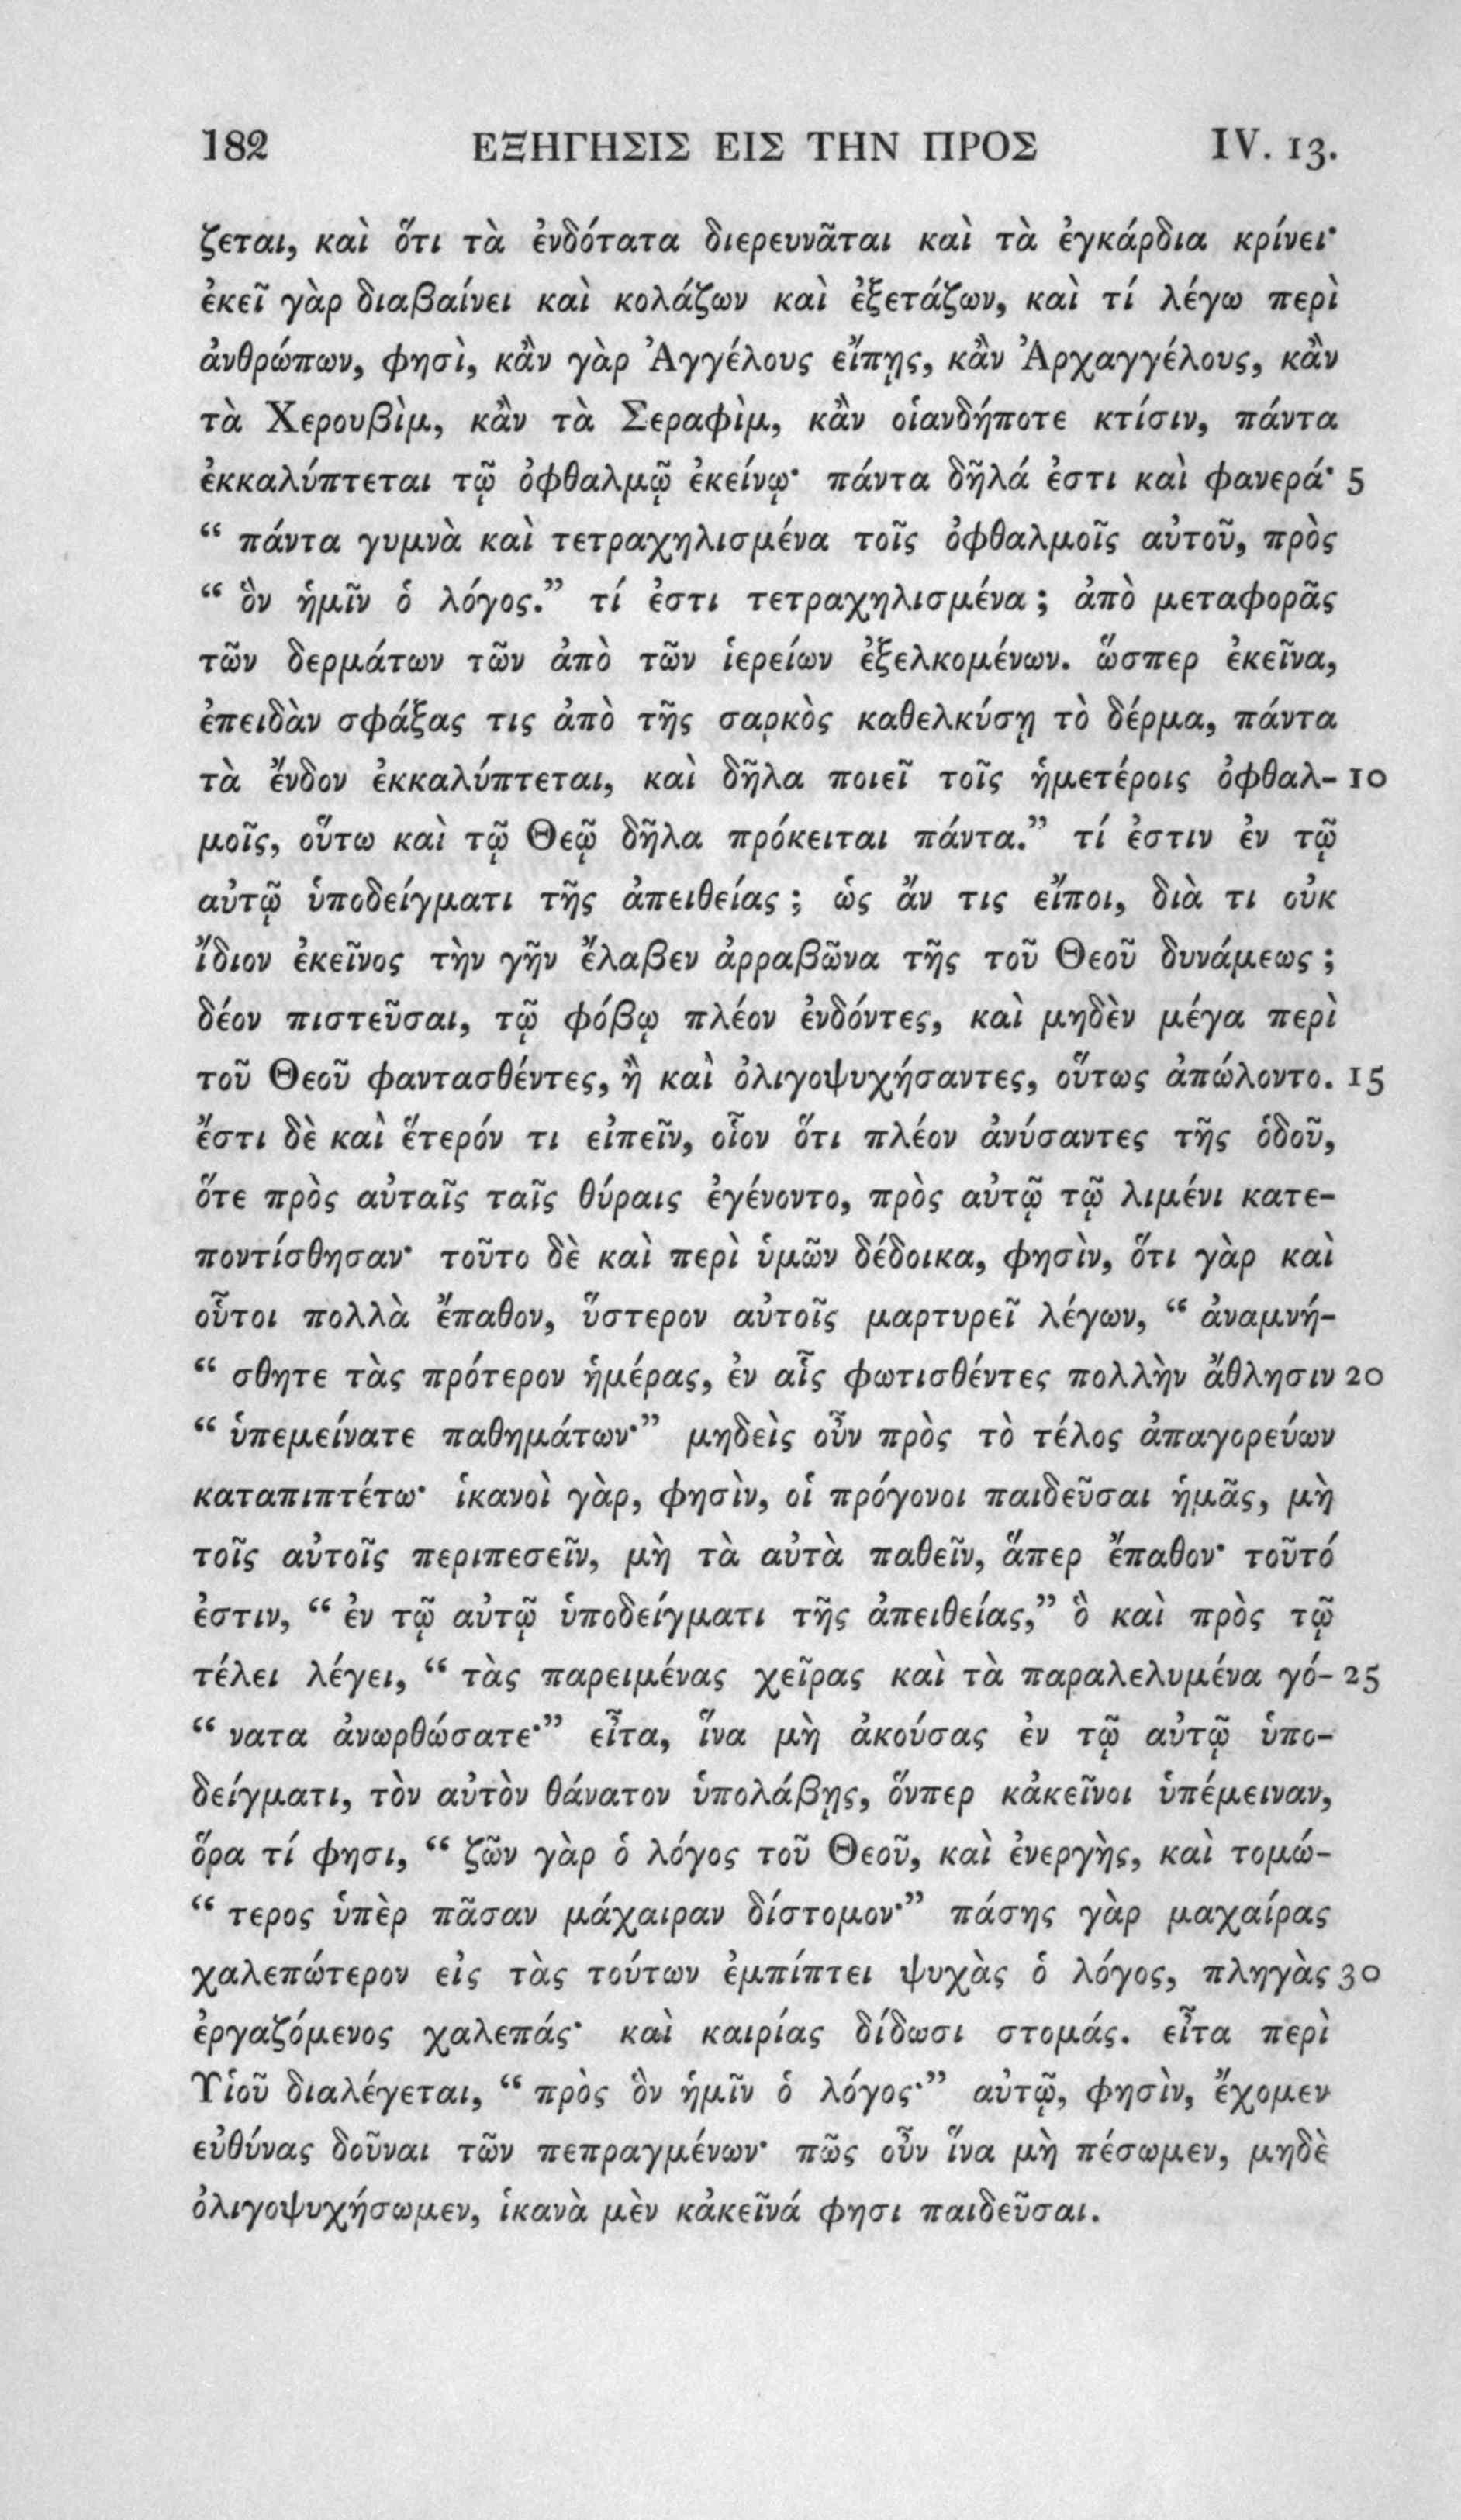 182 ΕΞΗΓΗΣΙΣ ΕΙΣ ΤΗΝ ΠΡΟΣ IV. 13.
ζεται, καὶ ὅτι τὰ ἐνδότατα διερευνᾶται καὶ τὰ ἐγκάρδια κρίνει·
ἐκεῖ γὰρ διαβαίνει καὶ κολάζων καὶ ἐξετάζων, καὶ τί λέγω περὶ
ἀνθρώπων, φησὶ, κἂν γὰρ Ἀγγέλους εἴπῃς, κἂν Ἀρχαγγέλους, κἂν
τὰ Χερουβὶμ, κἂν τὰ Σεραφὶμ, κἂν οἱανδήποτε κτίσιν, πάντα
ἐκκαλύπτεται τῷ ὀφθαλμῷ ἐκείνῳ· πάντα δῆλά ἐστι καὶ φανερά· 5
“ πάντα γυμνὰ καὶ τετραχηλισμένα τοῖς ὀφθαλμοῖς αὐτοῦ, πρὸς
“ ὃν ἡμῖν ὁ λόγος.” τί ἐστι τετραχηλισμένα ; ἀπὸ μεταφορᾶς
τῶν δερμάτων τῶν ἀπὸ τῶν ἱερείων ἐξελκομένων. ὥσπερ ἐκεῖνα,
ἐπειδὰν σφάξας τις ἀπὸ τῆς σαρκὸς καθελκύσῃ τὸ δέρμα, πάντα
τὰ ἔνδον ἐκκαλύπτεται, καὶ δῆλα ποιεῖ τοῖς ἡμετέροις ὀφθαλ- 10
μοῖς, οὕτω καὶ τῷ Θεῷ δῆλα πρόκειται πάντα.” τί ἐστιν ἐν τῷ
αὐτῷ ὑποδείγματι τῆς ἀπειθείας ; ὡς ἄν τις εἴποι, διὰ τι οὐκ
ἴδιον ἐκεῖνος τὴν γῆν ἔλαβεν ἀρραβῶνα τῆς τοῦ Θεοῦ δυνάμεως ;
δέον πιστεῦσαι, τῷ φόβῳ πλέον ἐνδόντες, καὶ μηδὲν μέγα περὶ
τοῦ Θεοῦ φαντασθέντες, ἢ καὶ ὀλιγοψυχήσαντες, οὕτως ἀπώλοντο. 15
ἔστι δὲ καὶ ἕτερόν τι εἰπεῖν, οἷον ὅτι πλέον ἀνύσαντες τῆς ὁδοῦ,
ὅτε πρὸς αὐταῖς ταῖς θύραις ἐγένοντο, πρὸς αὐτῷ τῷ λιμένι κατε-
ποντίσθησαν· τοῦτο δὲ καὶ περὶ ὑμῶν δέδοικα, φησὶν, ὅτι γὰρ καὶ
οὗτοι πολλὰ ἔπαθον, ὕστερον αὐτοῖς μαρτυρεῖ λέγων, “ ἀναμνή-
“ σθητε τὰς πρότερον ἡμέρας, ἐν αἷς φωτισθέντες πολλὴν ἄθλησιν 20
“ ὑπεμείνατε παθημάτων·” μηδεὶς οὖν πρὸς τὸ τέλος ἀπαγορεύων
καταπιπτέτω· ἱκανοὶ γὰρ, φησὶν, οἱ πρόγονοι παιδεῦσαι ἡμᾶς, μὴ
τοῖς αὐτοῖς περιπεσεῖν, μὴ τὰ αὐτὰ παθεῖν, ἅπερ ἔπαθον· τοῦτό
ἐστιν, “ ἐν τῷ αὐτῷ ὑποδείγματι τῆς ἀπειθείας,” ὃ καὶ πρὸς τῷ
τέλει λέγει, “ τὰς παρειμένας χεῖρας καὶ τὰ παραλελυμένα γό- 25
“ νατα ἀνωρθώσατε·” εἶτα, ἵνα μὴ ἀκούσας ἐν τῷ αὐτῷ ὑπο-
δείγματι, τὸν αὐτὸν θάνατον ὑπολάβῃς, ὅνπερ κἀκεῖνοι ὑπέμειναν,
ὅρα τί φησι, “ ζῶν γὰρ ὁ λόγος τοῦ Θεοῦ, καὶ ἐνεργὴς, καὶ τομώ-
“ τερος ὑπὲρ πᾶσαν μάχαιραν δίστομον·” πάσης γὰρ μαχαίρας
χαλεπώτερον εἰς τὰς τούτων ἐμπίπτει ψυχὰς ὁ λόγος, πληγὰς 30
ἐργαζόμενος χαλεπάς· καὶ καιρίας δίδωσι στομάς. εἶτα περὶ
Υἱοῦ διαλέγεται, “ πρὸς ὃν ἡμῖν ὁ λόγος·” αὐτῷ, φησὶν, ἔχομεν
εὐθύνας δοῦναι τῶν πεπραγμένων· πῶς οὖν ἵνα μὴ πέσωμεν, μηδὲ
ὀλιγοψυχήσωμεν, ἱκανὰ μὲν κἀκεῖνά φησι παιδεῦσαι.